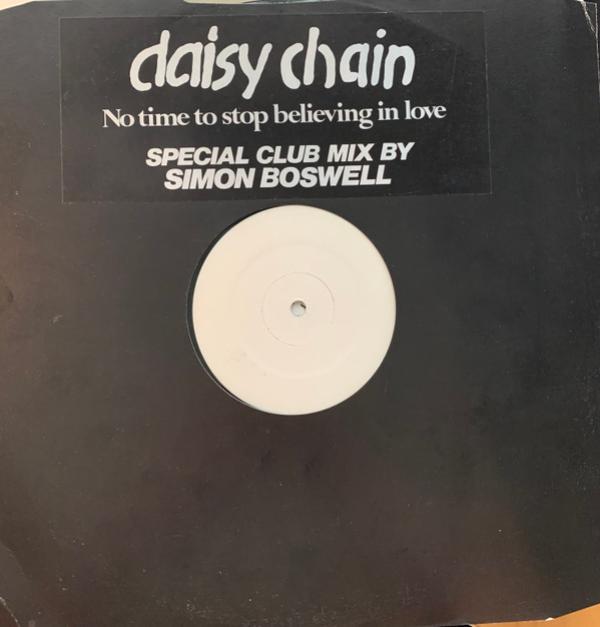 daisy chain
No time to stop believing in love
SPECIAL CLUB MIX BY
SIMON BOSWELL